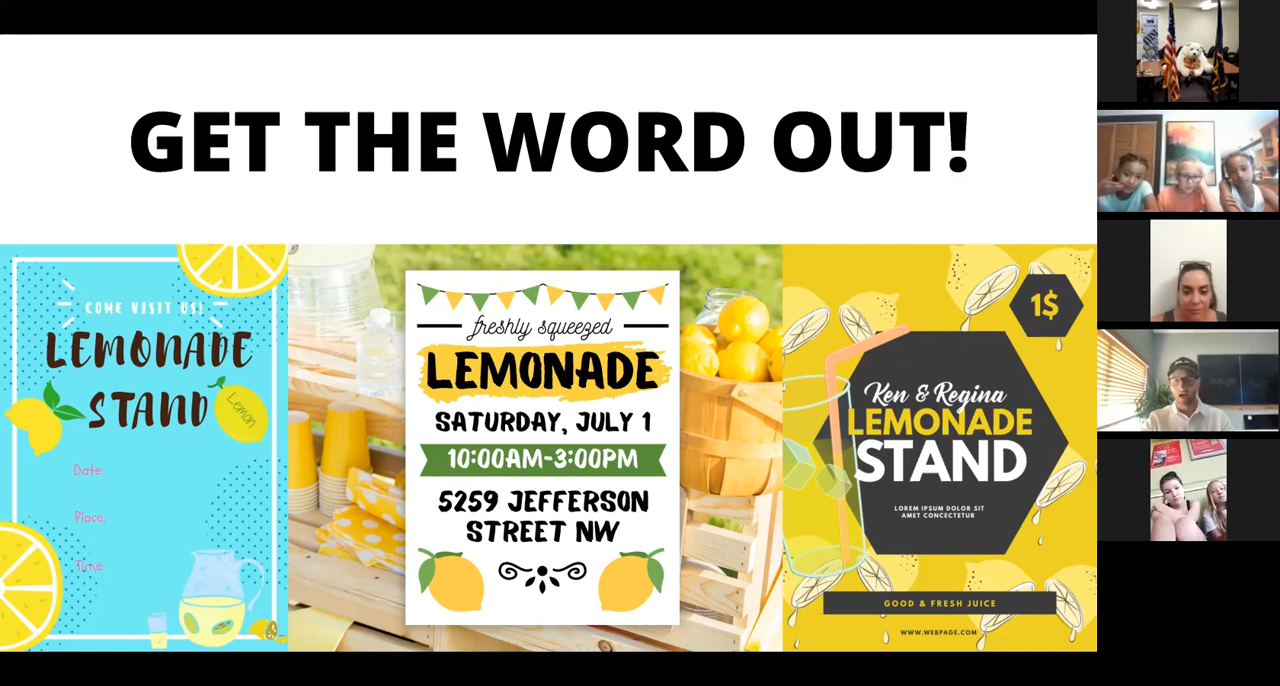 GET THE WORD OUT!
COME VISIT US!
LEMONADE
STAND
Lemon
Date:
Place:
Time:
freshly squeezed
LEMONADE
SATURDAY, JULY 1
10:00AM-3:00PM
5259 JEFFERSON
STREET NW
1$
Ken & Regina
LEMONADE
STAND
LOREM IPSUM DOLOR SIT
AMET CONCECTETUR
GOOD & FRESH JUICE
WWW.WEBPAGE.COM